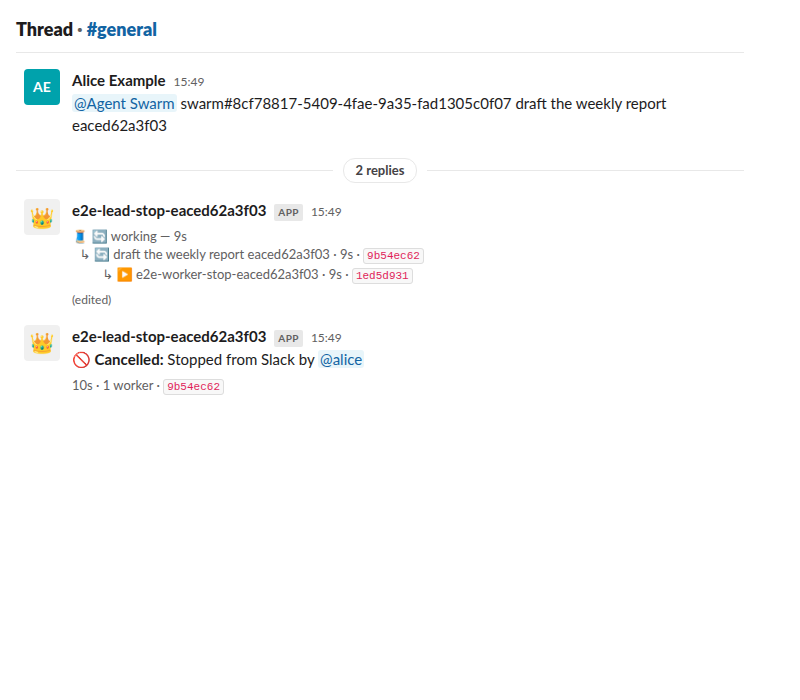 Thread • #general
AE
Alice Example 15:49
@Agent Swarm swarm#8cf78817-5409-4fae-9a35-fad1305c0f07 draft the weekly report
eaced62a3f03
2 replies
e2e-lead-stop-eaced62a3f03 APP 15:49
working — 9s
↳ draft the weekly report eaced62a3f03 · 9s · 9b54ec62
↳ e2e-worker-stop-eaced62a3f03 · 9s · 1ed5d931
(edited)
e2e-lead-stop-eaced62a3f03 APP 15:49
Cancelled: Stopped from Slack by @alice
10s · 1 worker · 9b54ec62